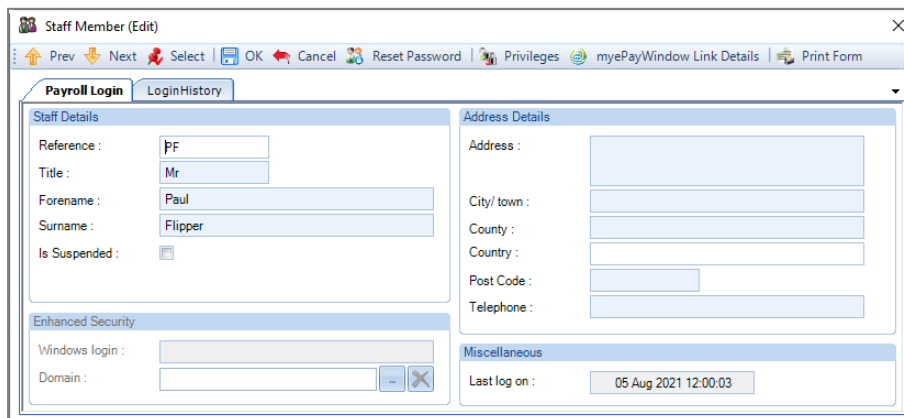 Staff Member (Edit)
Prev Next Select OK Cancel Reset Password Privileges myePayWindow Link Details Print Form
Payroll Login LoginHistory
Staff Details
Reference : PF
Title : Mr
Forename : Paul
Surname : Flipper
Is Suspended :
Enhanced Security
Windows login :
Domain : ...
Address Details
Address :
City/ town :
County :
Country :
Post Code :
Telephone :
Miscellaneous
Last log on : 05 Aug 2021 12:00:03